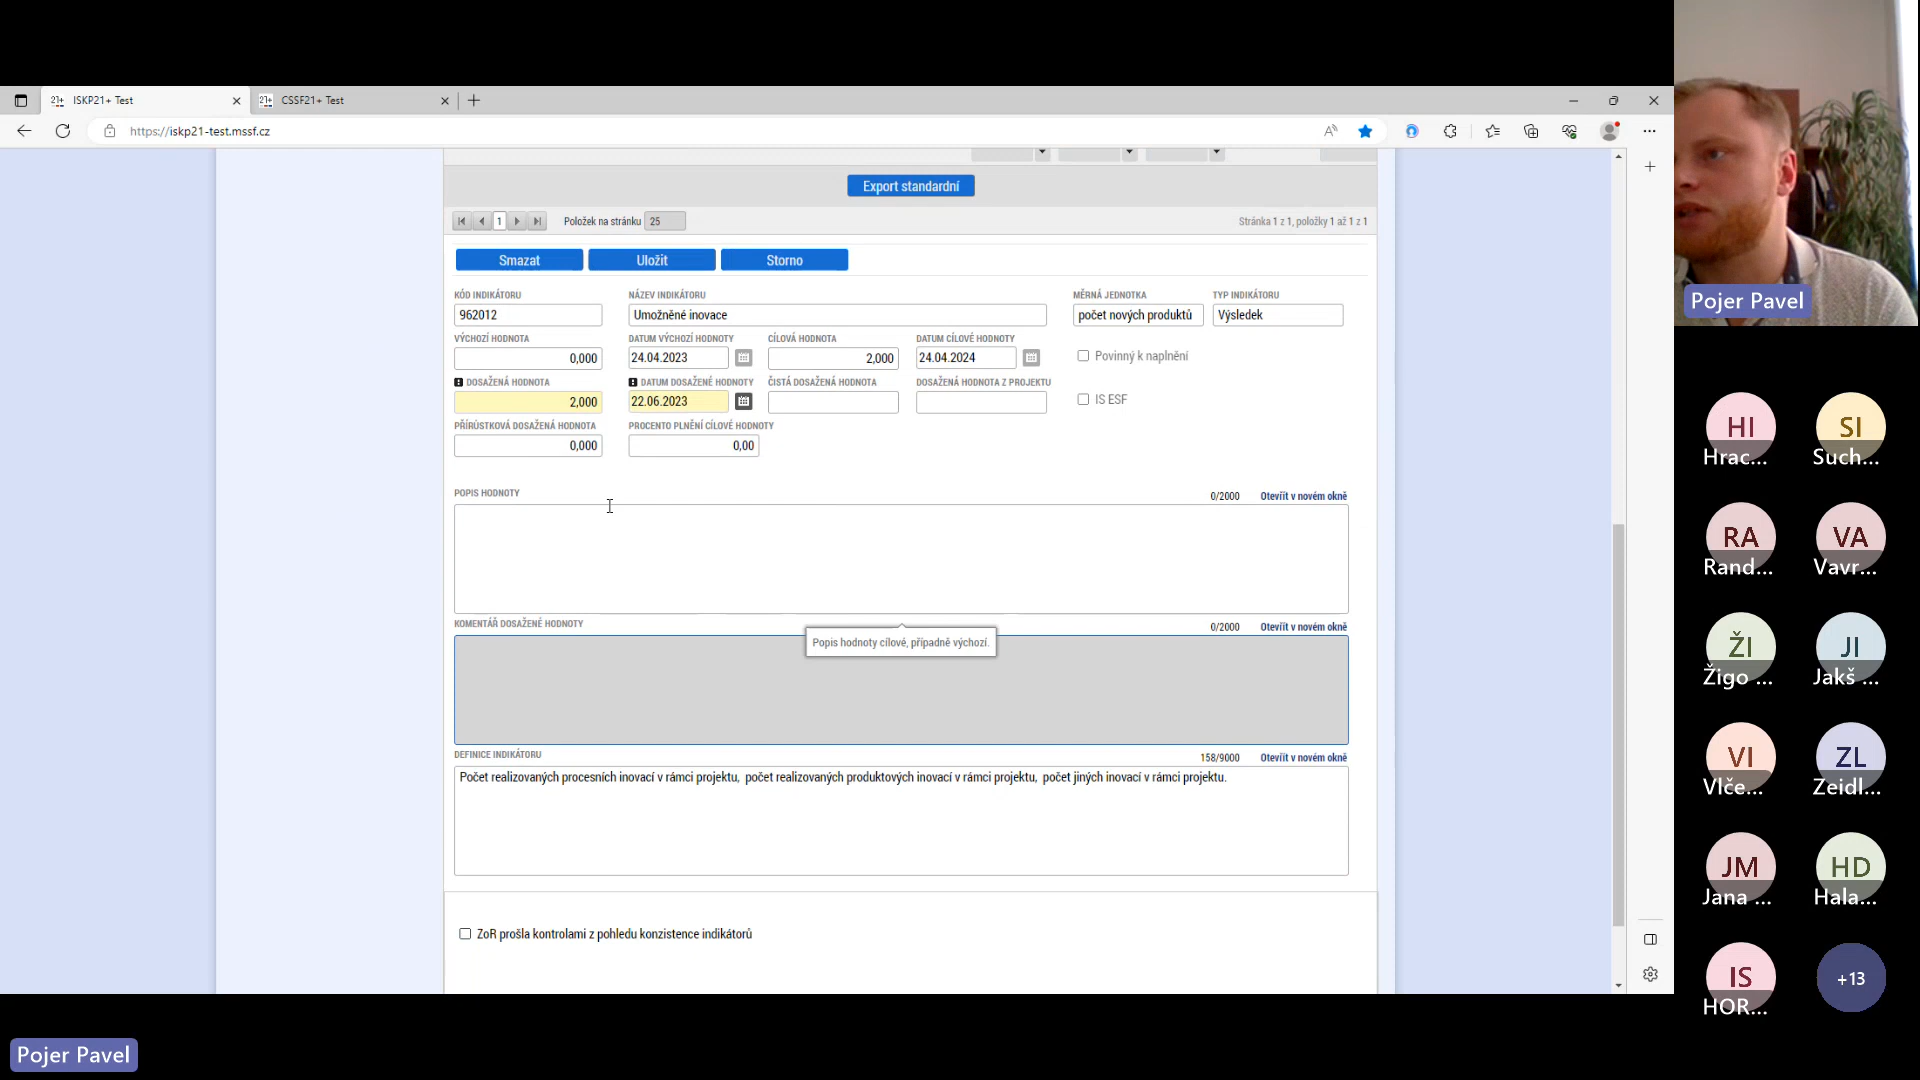 ISKP21+ Test
CSSF21+ Test
https://iskp21-test.mssf.cz
Export standardní
1
Položek na stránku 25
Stránka 1 z 1, položky 1 až 1 z 1
Smazat Uložit Storno
KÓD INDIKÁTORU NÁZEV INDIKÁTORU MĚRNÁ JEDNOTKA TYP INDIKÁTORU
962012 Umožněné inovace počet nových produktů Výsledek
VÝCHOZÍ HODNOTA DATUM VÝCHOZÍ HODNOTY CÍLOVÁ HODNOTA DATUM CÍLOVÉ HODNOTY
0,000 24.04.2023 2,000 24.04.2024 Povinný k naplnění
DOSAŽENÁ HODNOTA DATUM DOSAŽENÉ HODNOTY ČISTÁ DOSAŽENÁ HODNOTA DOSAŽENÁ HODNOTA Z PROJEKTU
2,000 22.06.2023 IS ESF
PŘÍRŮSTKOVÁ DOSAŽENÁ HODNOTA PROCENTO PLNĚNÍ CÍLOVÉ HODNOTY
0,000 0,00
POPIS HODNOTY 0/2000 Otevřít v novém okně
KOMENTÁŘ DOSAŽENÉ HODNOTY 0/2000 Otevřít v novém okně
Popis hodnoty cílové, případně výchozí.
DEFINICE INDIKÁTORU 158/9000 Otevřít v novém okně
Počet realizovaných procesních inovací v rámci projektu, počet realizovaných produktových inovací v rámci projektu, počet jiných inovací v rámci projektu.
ZoR prošla kontrolami z pohledu konzistence indikátorů
Pojer Pavel
HI SI
Hrac... Such...
RA VA
Rand... Vavr...
ŽI JI
Žigo ... Jakš ...
VI ZL
Vlče... Zeidl...
JM HD
Jana ... Hala...
IS +13
HOR...
Pojer Pavel